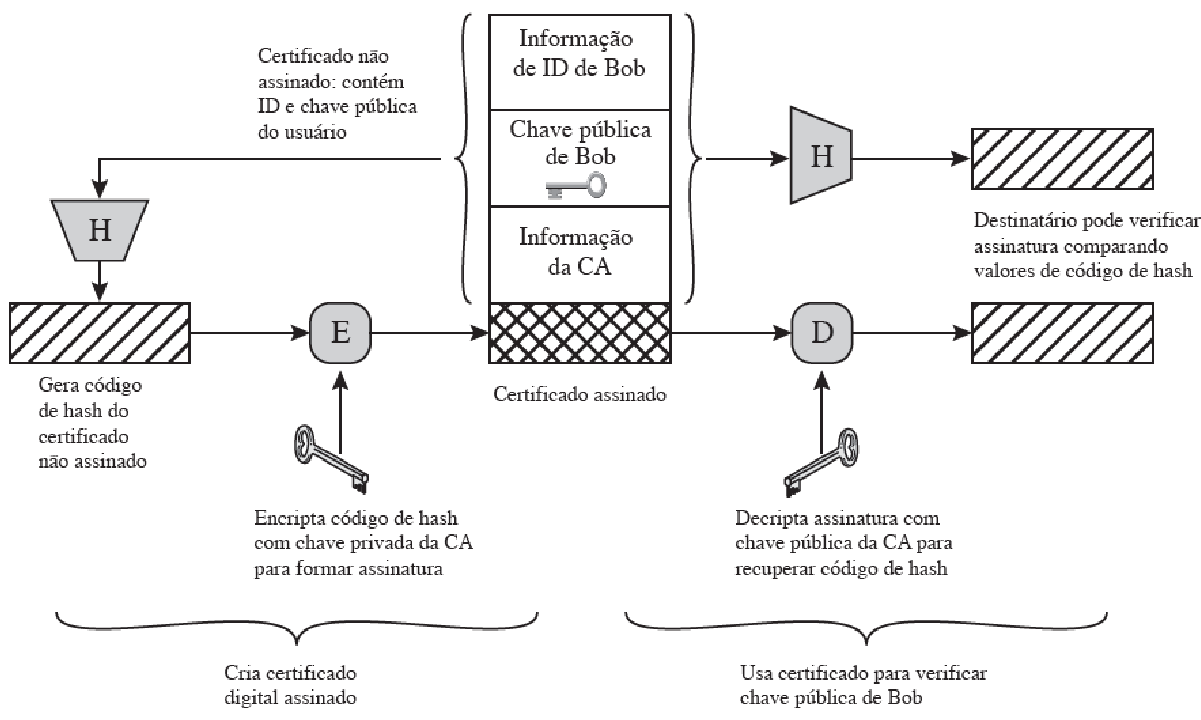 Informação
de ID de Bob
Certificado não
assinado: contém
ID e chave pública
do usuário
Chave pública
de Bob
H
H
Informação
da CA
Destinatário pode verificar
assinatura comparando
valores de código de hash
E
D
Gera código
de hash do
certificado
não assinado
Certificado assinado
Encripta código de hash
com chave privada da CA
para formar assinatura
Decripta assinatura com
chave pública da CA para
recuperar código de hash
Cria certificado
digital assinado
Usa certificado para verificar
chave pública de Bob